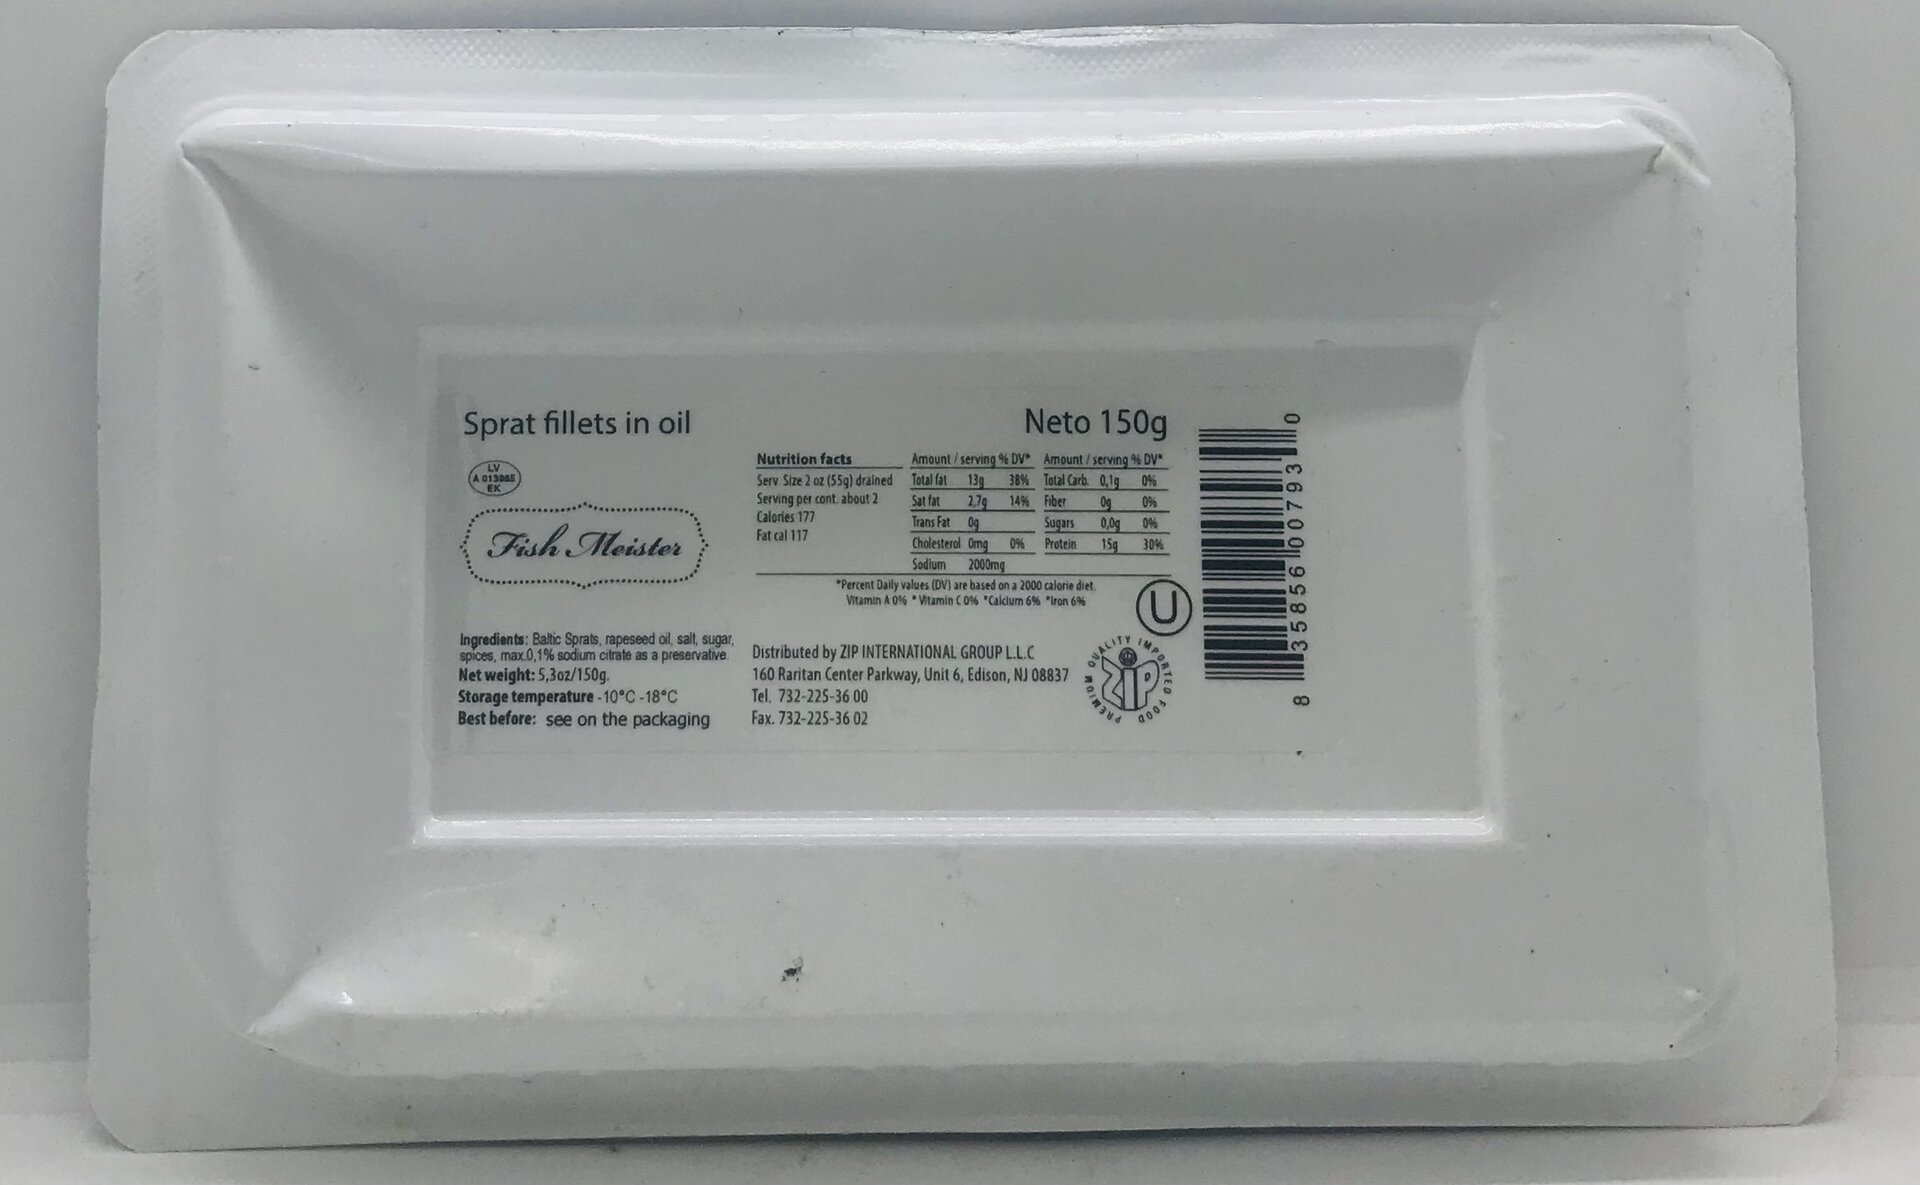 Sprat fillets in oil
Neto 150g
LV
EK
Fish Meister
Nutrition facts
Serv. Size 2 oz (55g) drained
Serving per cont. about 2
Calories 177
Fat cal 117
Amount / serving % DV* Amount / serving % DV*
Total fat 13g 38% Total Carb. 0,1g 0%
Sat fat 2,7g 14% Fiber 0g 0%
Trans Fat 0g Sugars 0,0g 0%
Cholesterol 0mg 0% Protein 15g 30%
Sodium 2000mg
*Percent Daily values (DV) are based on a 2000 calorie diet.
Vitamin A 0% * Vitamin C 0% *Calcium 6% *Iron 6%
U
Ingredients: Baltic Sprats, rapeseed oil, salt, sugar,
spices, max.0,1% sodium citrate as a preservative.
Net weight: 5,3oz/150g.
Storage temperature -10°C -18°C
Best before: see on the packaging
Distributed by ZIP INTERNATIONAL GROUP L.L.C
160 Raritan Center Parkway, Unit 6, Edison, NJ 08837
Tel. 732-225-36 00
Fax. 732-225-36 02
PREMIUM QUALITY IMPORTED FOOD
ZIP
8 35856 00793 0